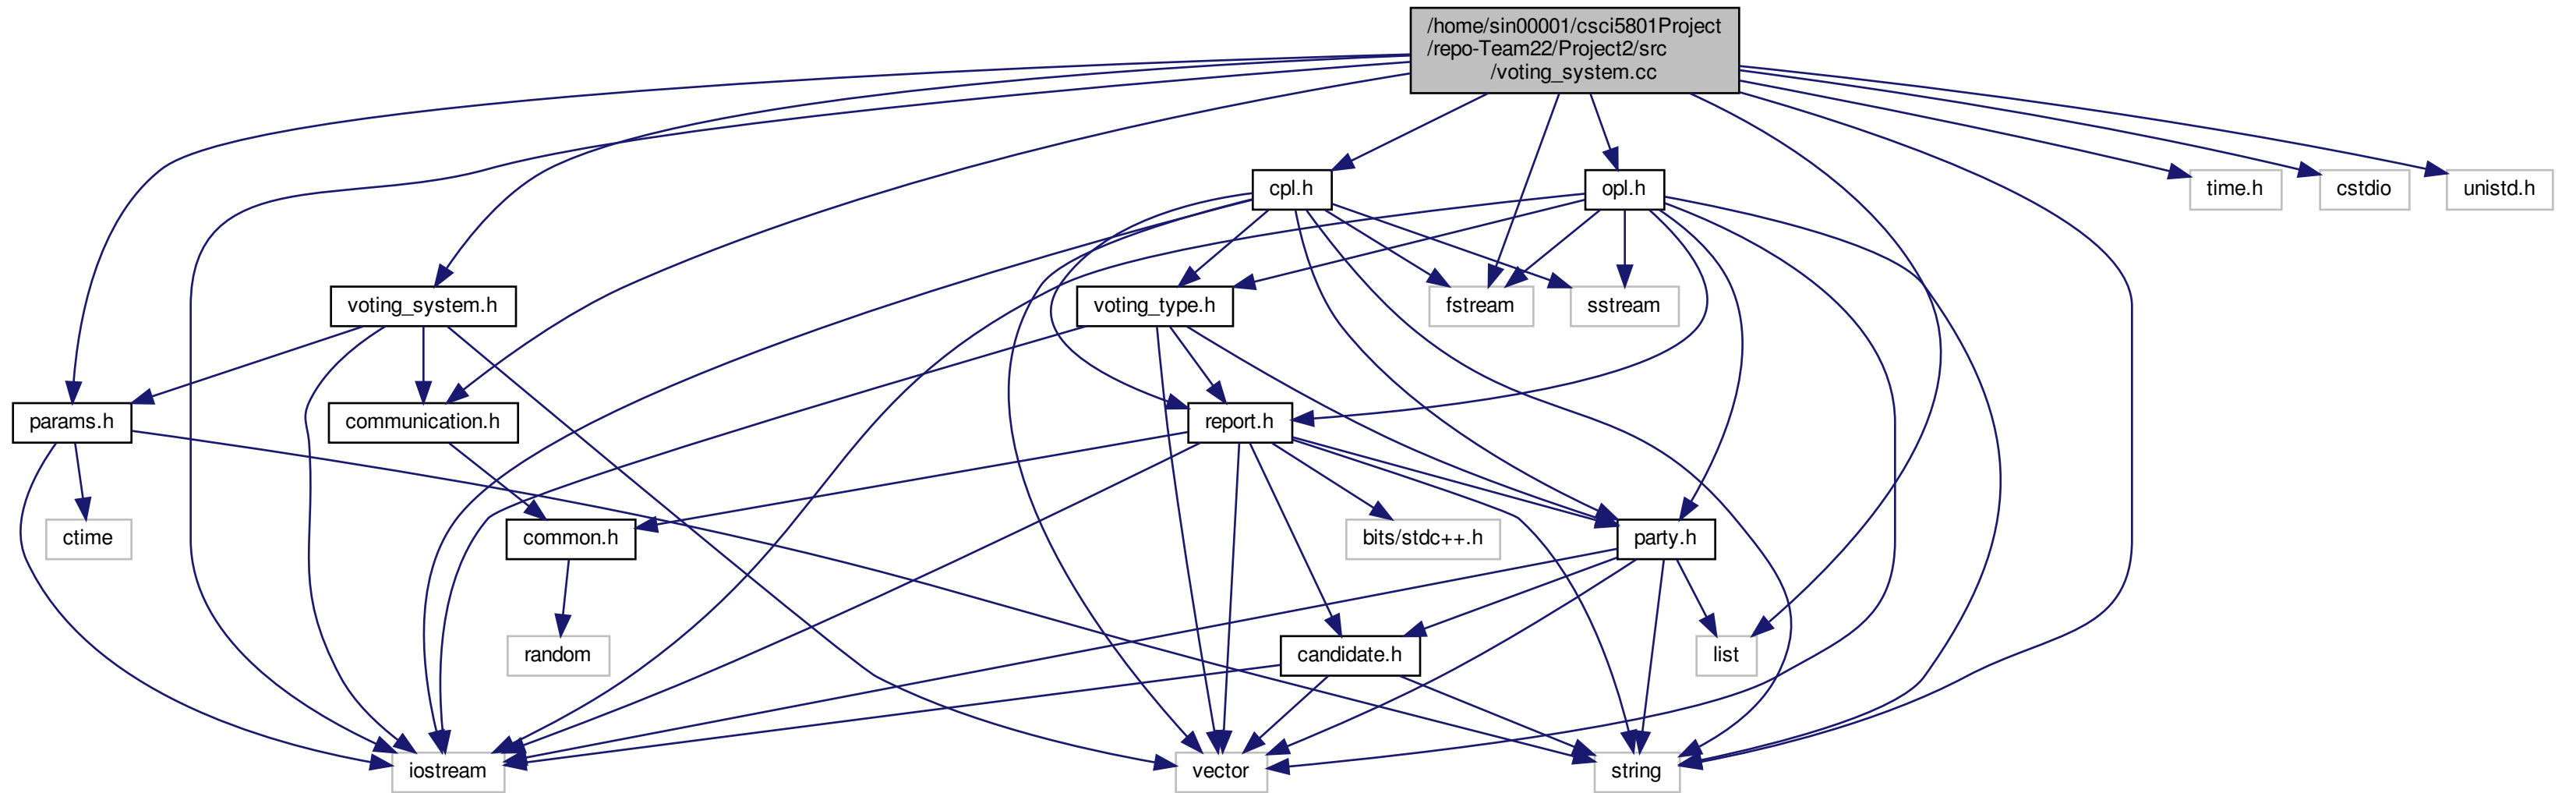 /home/sin00001/csci5801Project
/repo-Team22/Project2/src
/voting_system.cc
cpl.h
opl.h
time.h
cstdio
unistd.h
voting_system.h
voting_type.h
fstream
sstream
params.h
communication.h
report.h
ctime
common.h
bits/stdc++.h
party.h
random
candidate.h
list
iostream
vector
string